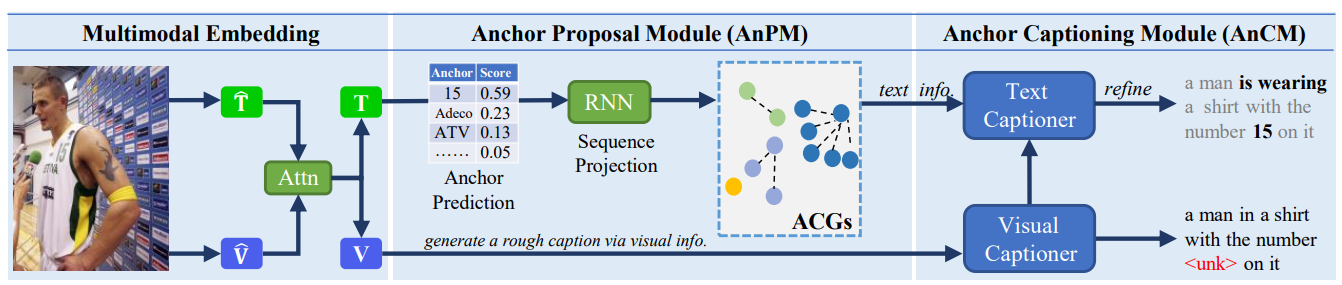 Multimodal Embedding
Anchor Proposal Module (AnPM)
Anchor Captioning Module (AnCM)
T̂
T
Attn
V̂
V
15
Anchor Score
15 0.59
Adeco 0.23
ATV 0.13
…… 0.05
Anchor
Prediction
RNN
Sequence
Projection
ACGs
text info.
generate a rough caption via visual info.
Text
Captioner
refine
a man is wearing
a shirt with the
number 15 on it
Visual
Captioner
a man in a shirt
with the number
<unk> on it